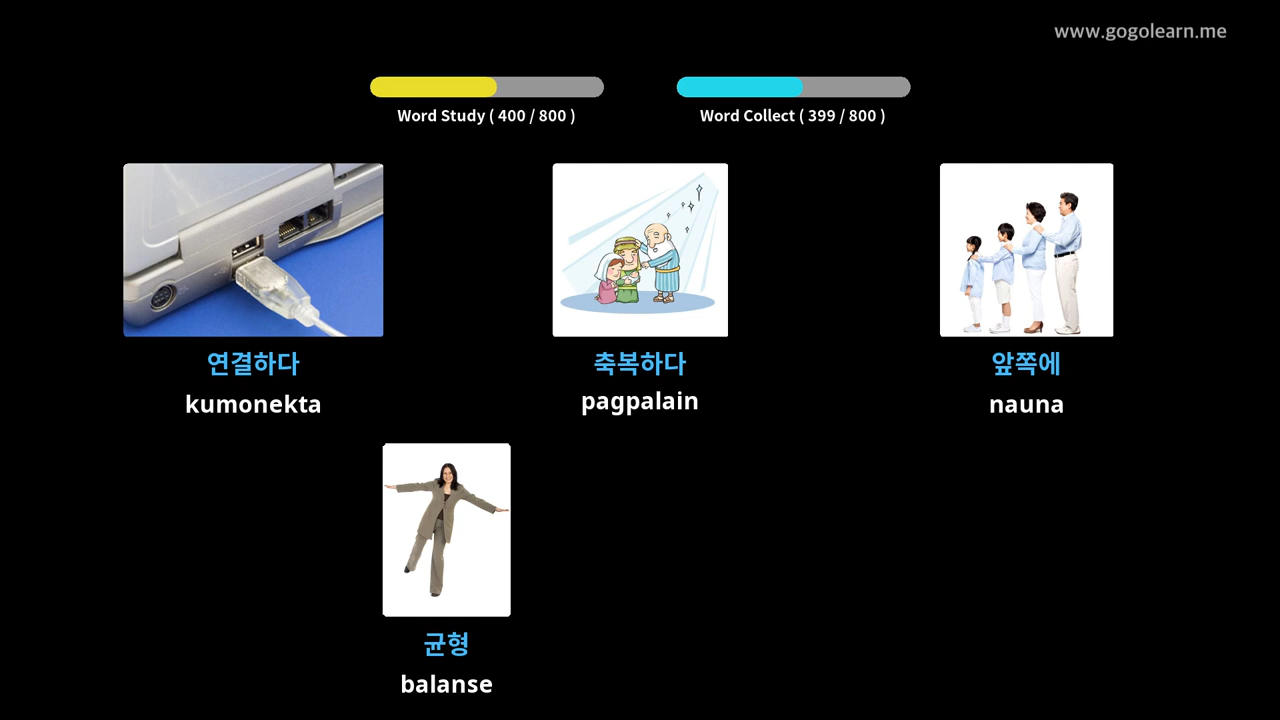 www.gogolearn.me
Word Study ( 400 / 800 )
Word Collect ( 399 / 800 )
연결하다
kumonekta
축복하다
pagpalain
앞쪽에
nauna
균형
balanse